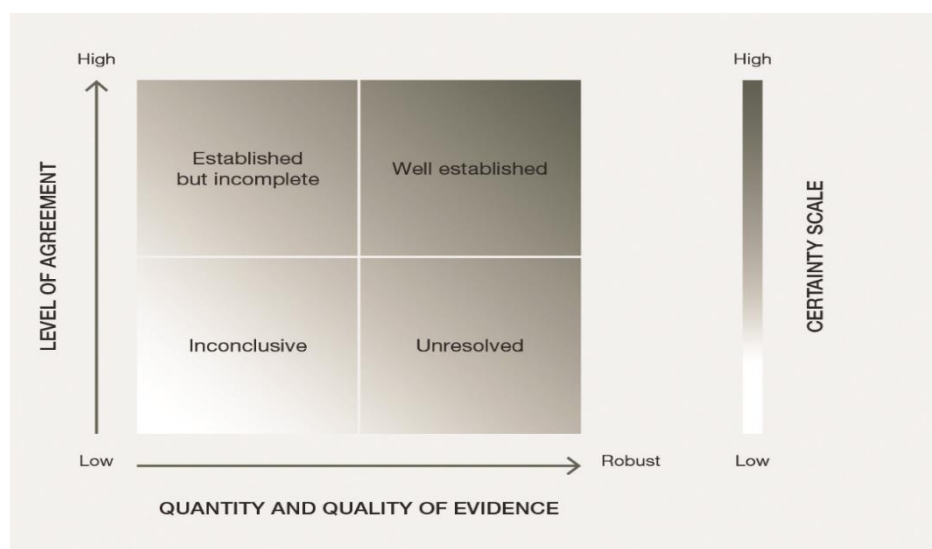 High
High
LEVEL OF AGREEMENT
Established
but incomplete
Well established
CERTAINTY SCALE
Inconclusive
Unresolved
Low
Robust
Low
QUANTITY AND QUALITY OF EVIDENCE